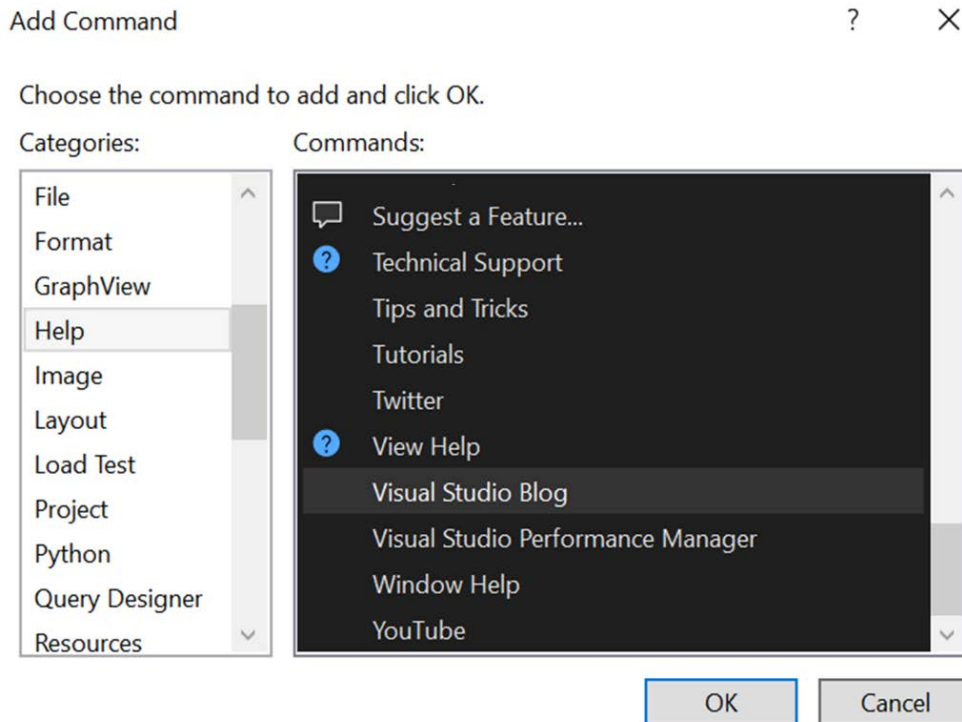 Add Command
?
Choose the command to add and click OK.
Categories:
Commands:
File
Format
GraphView
Help
Image
Layout
Load Test
Project
Python
Query Designer
Resources
Suggest a Feature...
? Technical Support
Tips and Tricks
Tutorials
Twitter
? View Help
Visual Studio Blog
Visual Studio Performance Manager
Window Help
YouTube
OK
Cancel